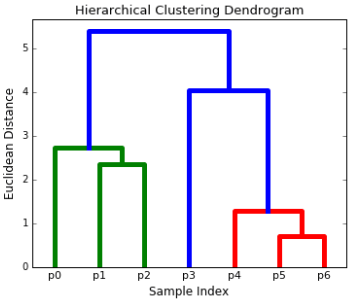 Hierarchical Clustering Dendrogram
Euclidean Distance
5
4
3
2
1
0
p0 p1 p2 p3 p4 p5 p6
Sample Index